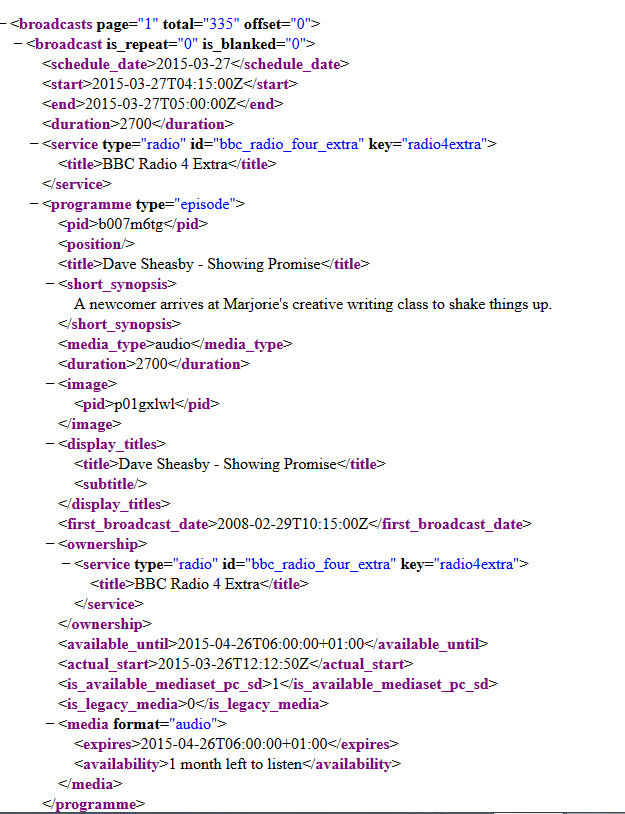 − <broadcasts page="1" total="335" offset="0">
− <broadcast is_repeat="0" is_blanked="0">
<schedule_date>2015-03-27</schedule_date>
<start>2015-03-27T04:15:00Z</start>
<end>2015-03-27T05:00:00Z</end>
<duration>2700</duration>
− <service type="radio" id="bbc_radio_four_extra" key="radio4extra">
<title>BBC Radio 4 Extra</title>
</service>
− <programme type="episode">
<pid>b007m6tg</pid>
<position/>
<title>Dave Sheasby - Showing Promise</title>
− <short_synopsis>
A newcomer arrives at Marjorie's creative writing class to shake things up.
</short_synopsis>
<media_type>audio</media_type>
<duration>2700</duration>
− <image>
<pid>p01gxlwl</pid>
</image>
− <display_titles>
<title>Dave Sheasby - Showing Promise</title>
<subtitle/>
</display_titles>
<first_broadcast_date>2008-02-29T10:15:00Z</first_broadcast_date>
− <ownership>
− <service type="radio" id="bbc_radio_four_extra" key="radio4extra">
<title>BBC Radio 4 Extra</title>
</service>
</ownership>
<available_until>2015-04-26T06:00:00+01:00</available_until>
<actual_start>2015-03-26T12:12:50Z</actual_start>
<is_available_mediaset_pc_sd>1</is_available_mediaset_pc_sd>
<is_legacy_media>0</is_legacy_media>
− <media format="audio">
<expires>2015-04-26T06:00:00+01:00</expires>
<availability>1 month left to listen</availability>
</media>
</programme>